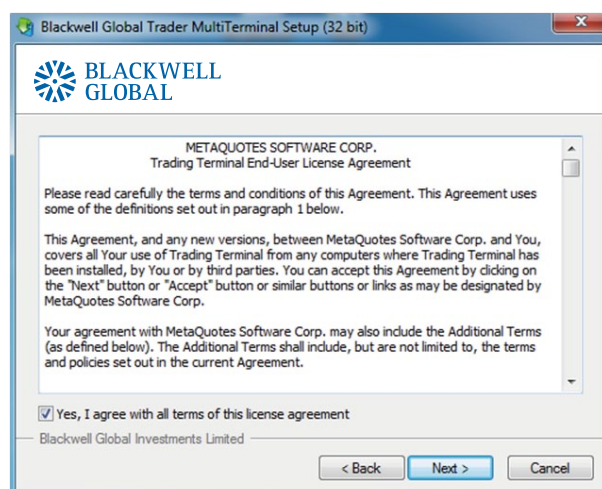 Blackwell Global Trader MultiTerminal Setup (32 bit)
BLACKWELL
GLOBAL
METAQUOTES SOFTWARE CORP.
Trading Terminal End-User License Agreement
Please read carefully the terms and conditions of this Agreement. This Agreement uses
some of the definitions set out in paragraph 1 below.
This Agreement, and any new versions, between MetaQuotes Software Corp. and You,
covers all Your use of Trading Terminal from any computers where Trading Terminal has
been installed, by You or by third parties. You can accept this Agreement by clicking on
the "Next" button or "Accept" button or similar buttons or links as may be designated by
MetaQuotes Software Corp.
Your agreement with MetaQuotes Software Corp. may also include the Additional Terms
(as defined below). The Additional Terms shall include, but are not limited to, the terms
and policies set out in the current Agreement.
Yes, I agree with all terms of this license agreement
Blackwell Global Investments Limited
< Back Next > Cancel